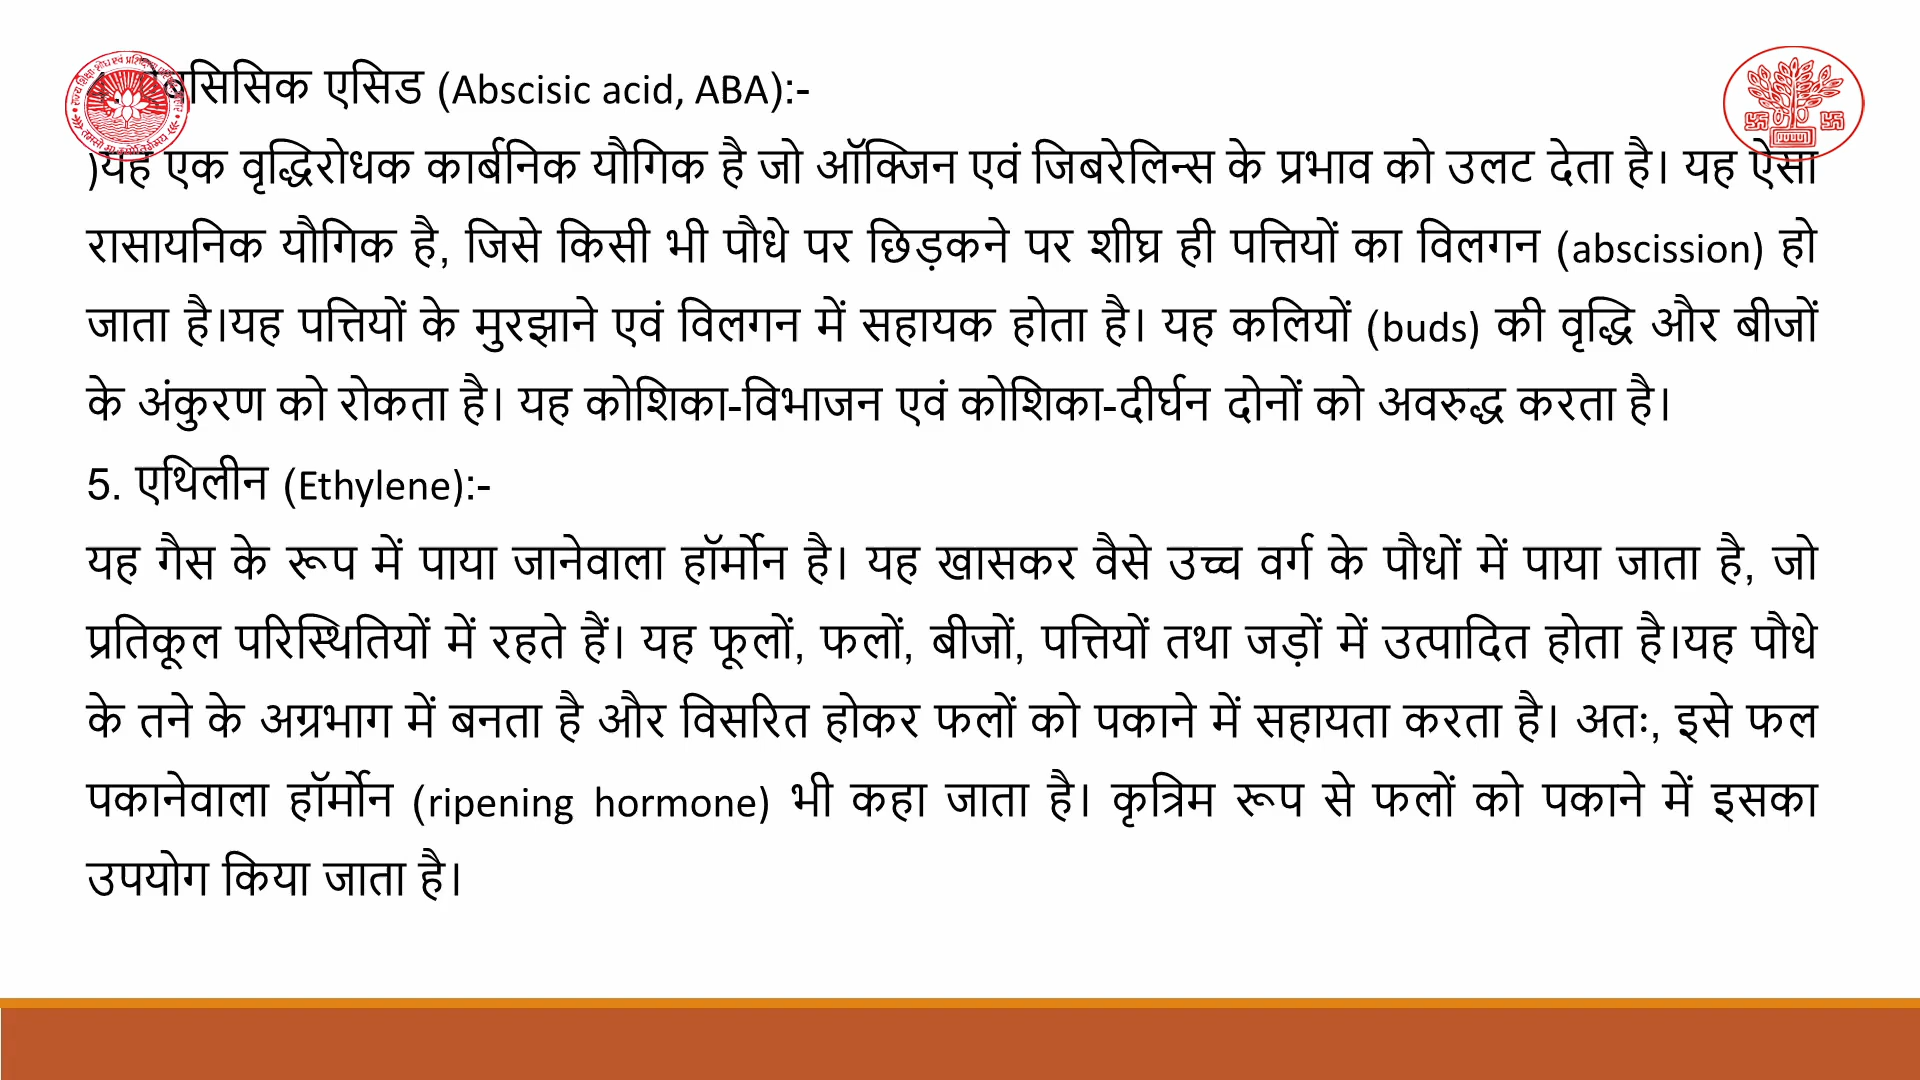 एसिड (Abscisic acid, ABA):-
)यह एक वृद्धिरोधक कार्बनिक यौगिक है जो ऑक्जिन एवं जिबरेलिन्स के प्रभाव को उलट देता है। यह ऐसा
रासायनिक यौगिक है, जिसे किसी भी पौधे पर छिड़कने पर शीघ्र ही पत्तियों का विलगन (abscission) हो
जाता है।यह पत्तियों के मुरझाने एवं विलगन में सहायक होता है। यह कलियों (buds) की वृद्धि और बीजों
के अंकुरण को रोकता है। यह कोशिका-विभाजन एवं कोशिका-दीर्घन दोनों को अवरुद्ध करता है।
5. एथिलीन (Ethylene):-
यह गैस के रूप में पाया जानेवाला हॉर्मोन है। यह खासकर वैसे उच्च वर्ग के पौधों में पाया जाता है, जो
प्रतिकूल परिस्थितियों में रहते हैं। यह फूलों, फलों, बीजों, पत्तियों तथा जड़ों में उत्पादित होता है।यह पौधे
के तने के अग्रभाग में बनता है और विसरित होकर फलों को पकाने में सहायता करता है। अतः, इसे फल
पकानेवाला हॉर्मोन (ripening hormone) भी कहा जाता है। कृत्रिम रूप से फलों को पकाने में इसका
उपयोग किया जाता है।